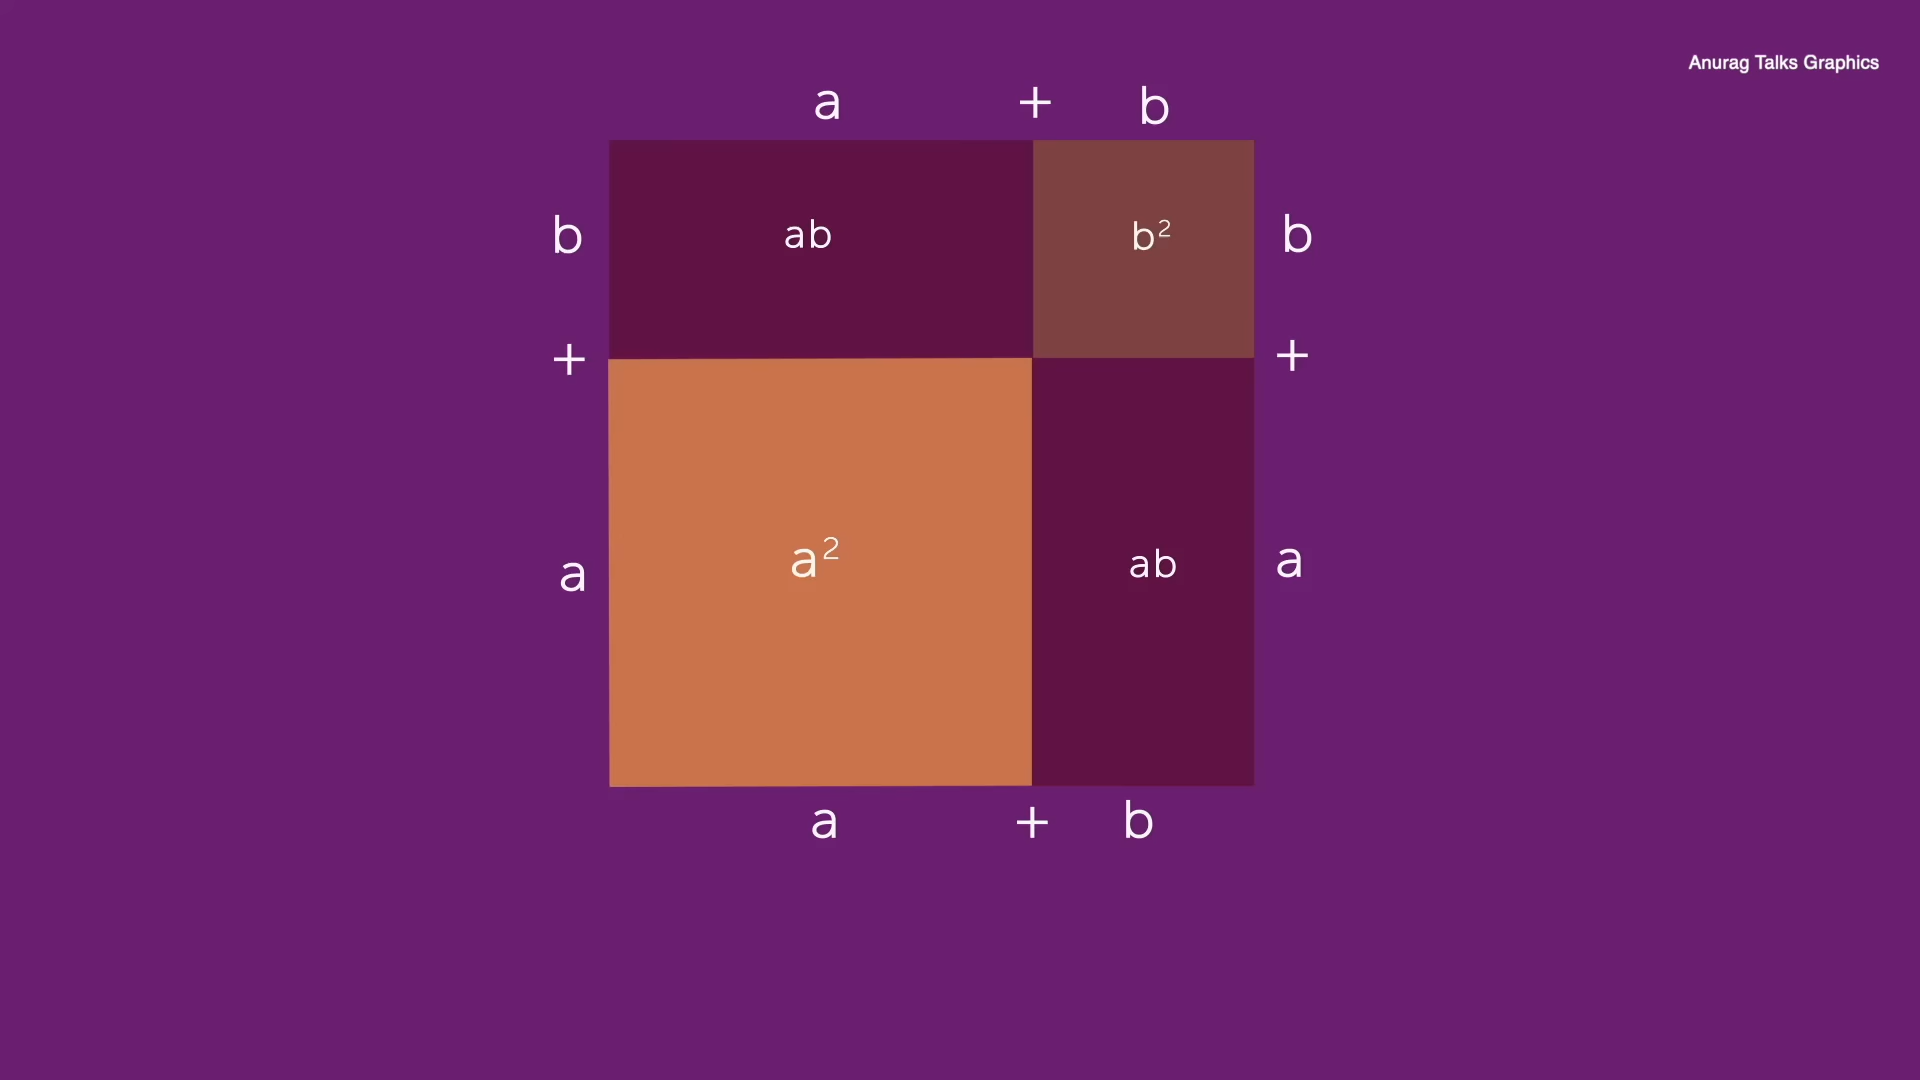 Anurag Talks Graphics
a + b
b ab b² b
+ +
a a² ab a
a + b